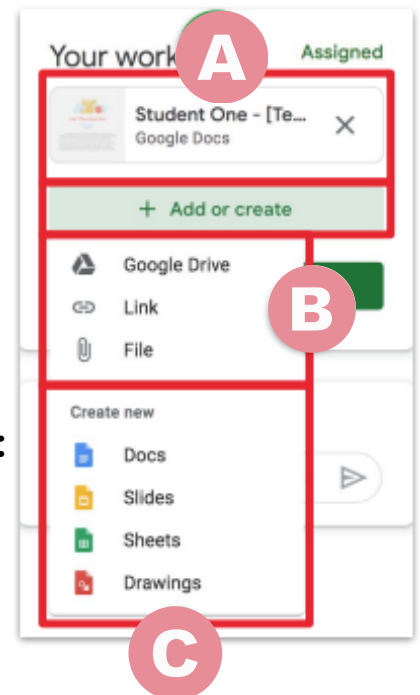 Your work
A
Assigned
Student One - [Te...
Google Docs
+ Add or create
Google Drive
B
Link
File
Create new
:
Docs
Slides
Sheets
Drawings
C